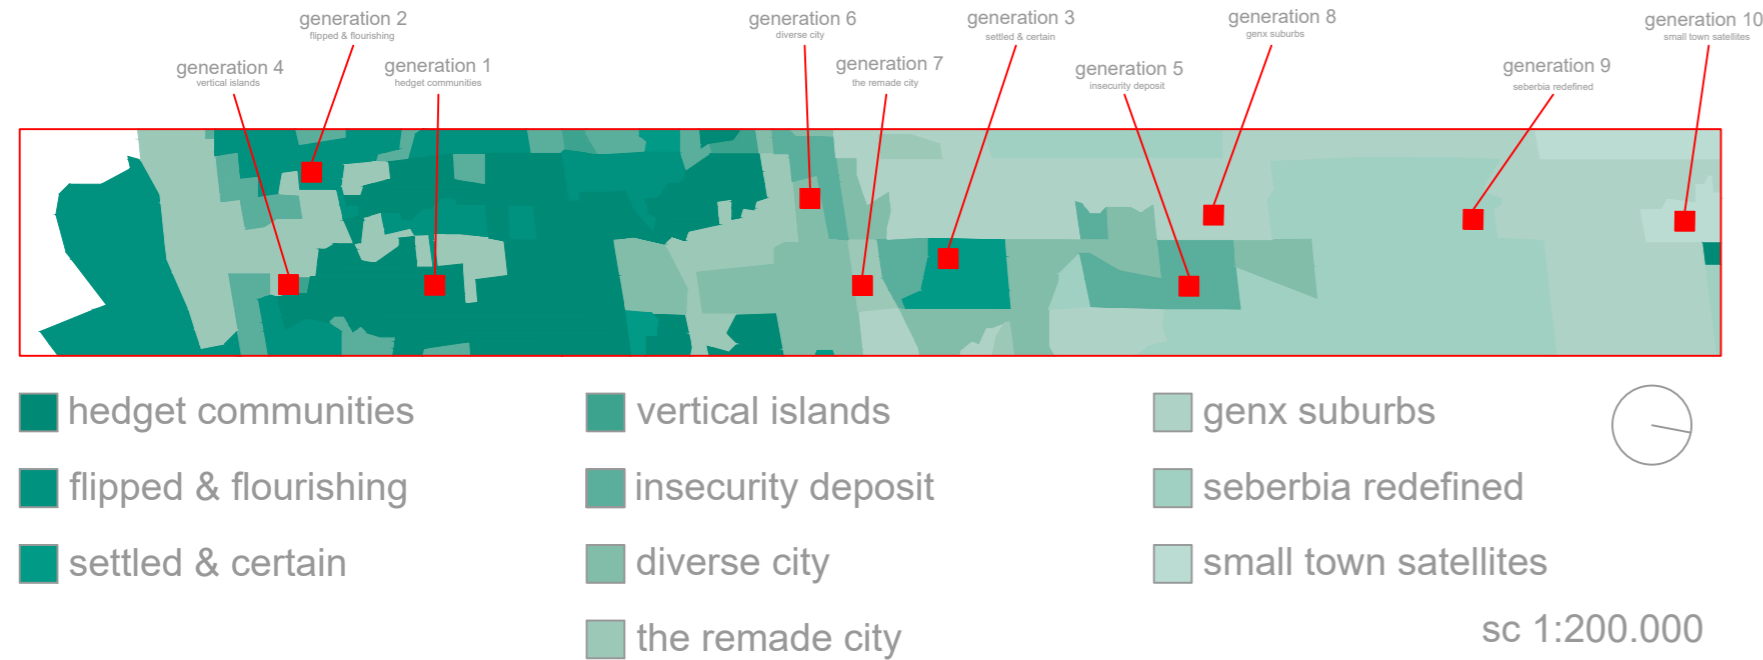 generation 2
flipped & flourishing
generation 6
diverse city
generation 3
settled & certain
generation 8
genx suburbs
generation 10
small town satellites
generation 4
vertical islands
generation 1
hedget communities
generation 7
the remade city
generation 5
insecurity deposit
generation 9
seberbia redefined
hedget communities
flipped & flourishing
settled & certain
vertical islands
insecurity deposit
diverse city
the remade city
genx suburbs
seberbia redefined
small town satellites
sc 1:200.000